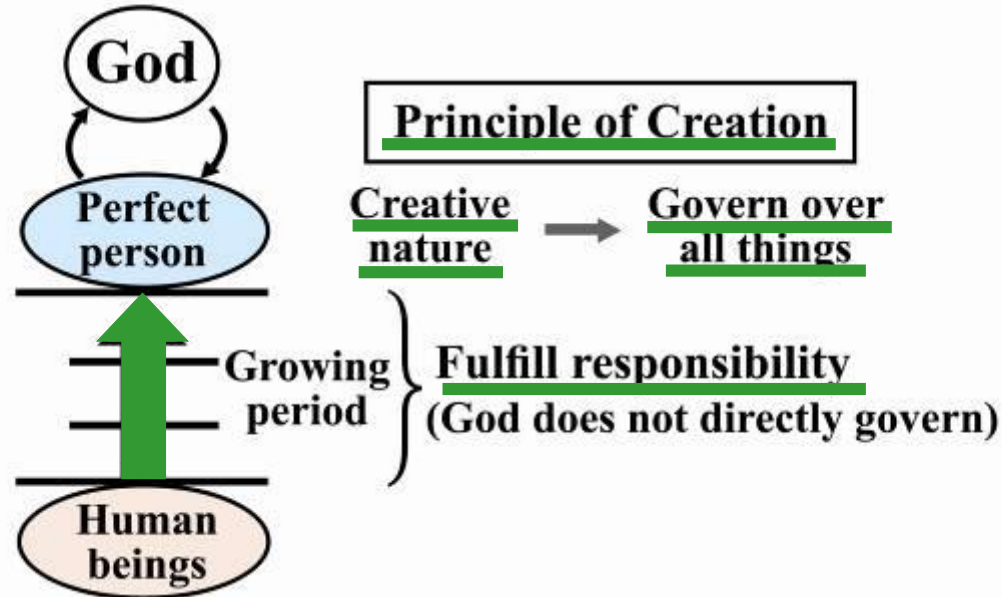 God
Principle of Creation
Perfect
person
Creative
nature
Govern over
all things
Growing
period
Fulfill responsibility
(God does not directly govern)
Human
beings